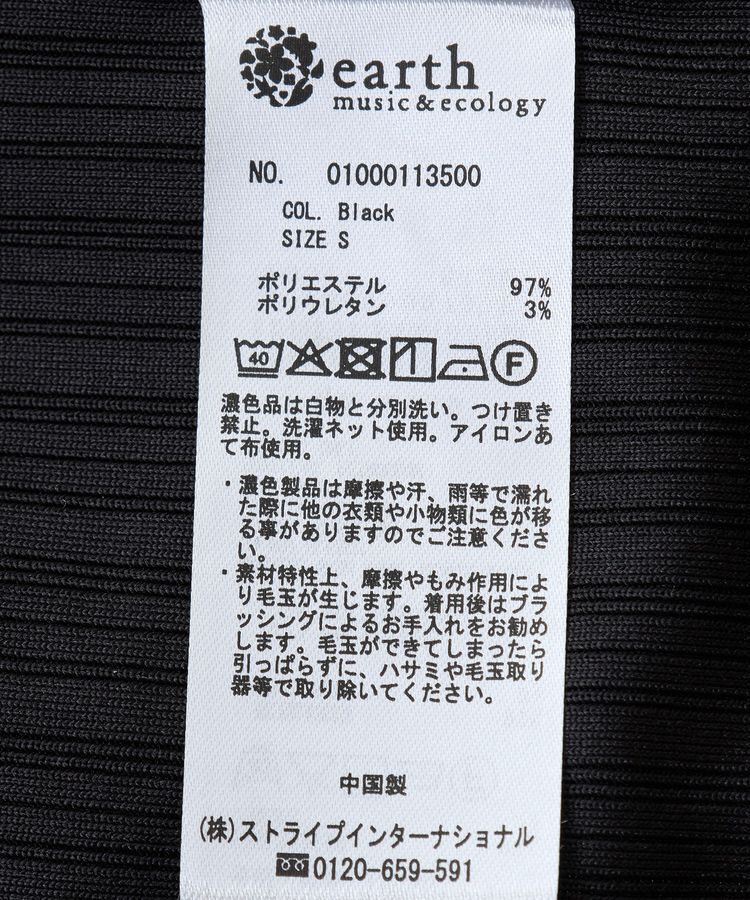 earth
music&ecology
NO. 01000113500
COL. Black
SIZE S
ポリエステル 97%
ポリウレタン 3%
40 F
濃色品は白物と分別洗い。つけ置き
禁止。洗濯ネット使用。アイロンあ
て布使用。
・濃色製品は摩擦や汗、雨等で濡れ
た際に他の衣類や小物類に色が移
る事がありますのでご注意くださ
い。
・素材特性上、摩擦やもみ作用によ
り毛玉が生じます。着用後はブラ
ッシングによるお手入れをお勧め
します。毛玉ができてしまったら
引っぱらずに、ハサミや毛玉取り
器等で取り除いてください。
中国製
(株)ストライプインターナショナル
0120-659-591